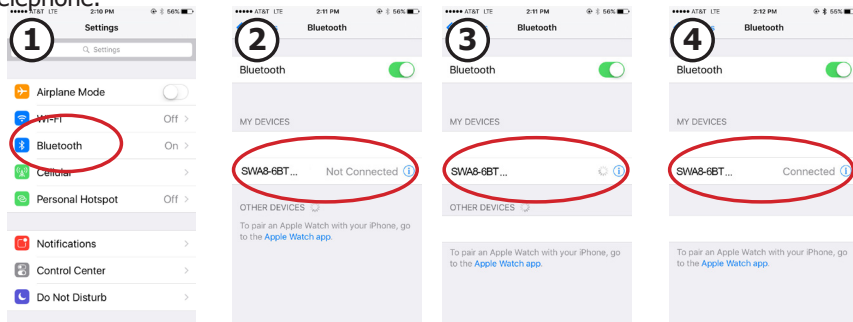 elephone.
1
AT&T LTE 2:10 PM 56%
Settings
Settings
Airplane Mode
Wi-Fi Off
Bluetooth On
Cellular
Personal Hotspot Off
Notifications
Control Center
Do Not Disturb
2
AT&T LTE 2:11 PM 56%
Bluetooth
Bluetooth
MY DEVICES
SWA8-6BT... Not Connected
OTHER DEVICES
To pair an Apple Watch with your iPhone, go
to the Apple Watch app.
3
AT&T LTE 2:11 PM 56%
Bluetooth
Bluetooth
MY DEVICES
SWA8-6BT...
OTHER DEVICES
To pair an Apple Watch with your iPhone, go
to the Apple Watch app.
4
AT&T LTE 2:12 PM 55%
Bluetooth
Bluetooth
MY DEVICES
SWA8-6BT... Connected
To pair an Apple Watch with your iPhone, go
to the Apple Watch app.